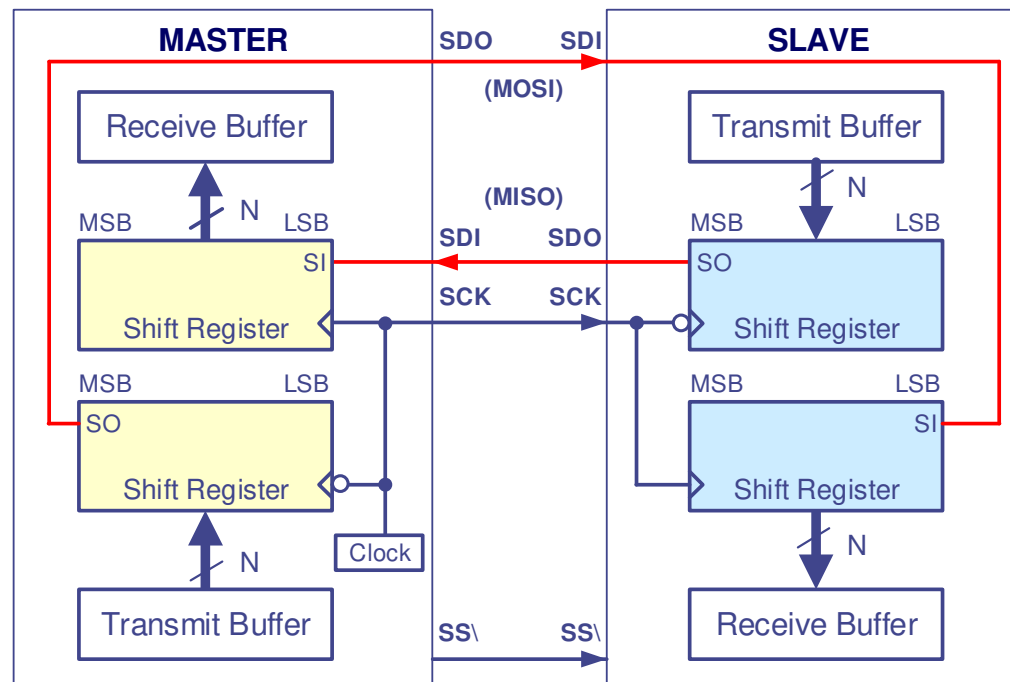 MASTER
SDO SDI
SLAVE
(MOSI)
Receive Buffer
Transmit Buffer
N
N
(MISO)
MSB LSB
SDI SDO
MSB LSB
SI
SO
SCK SCK
Shift Register
Shift Register
MSB LSB
MSB LSB
SO
SI
Shift Register
Shift Register
Clock
N
N
Transmit Buffer
Receive Buffer
SS\ SS\